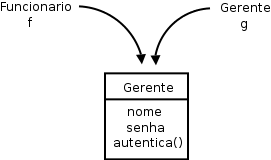 Funcionario
f
Gerente
g
Gerente
nome
senha
autentica()